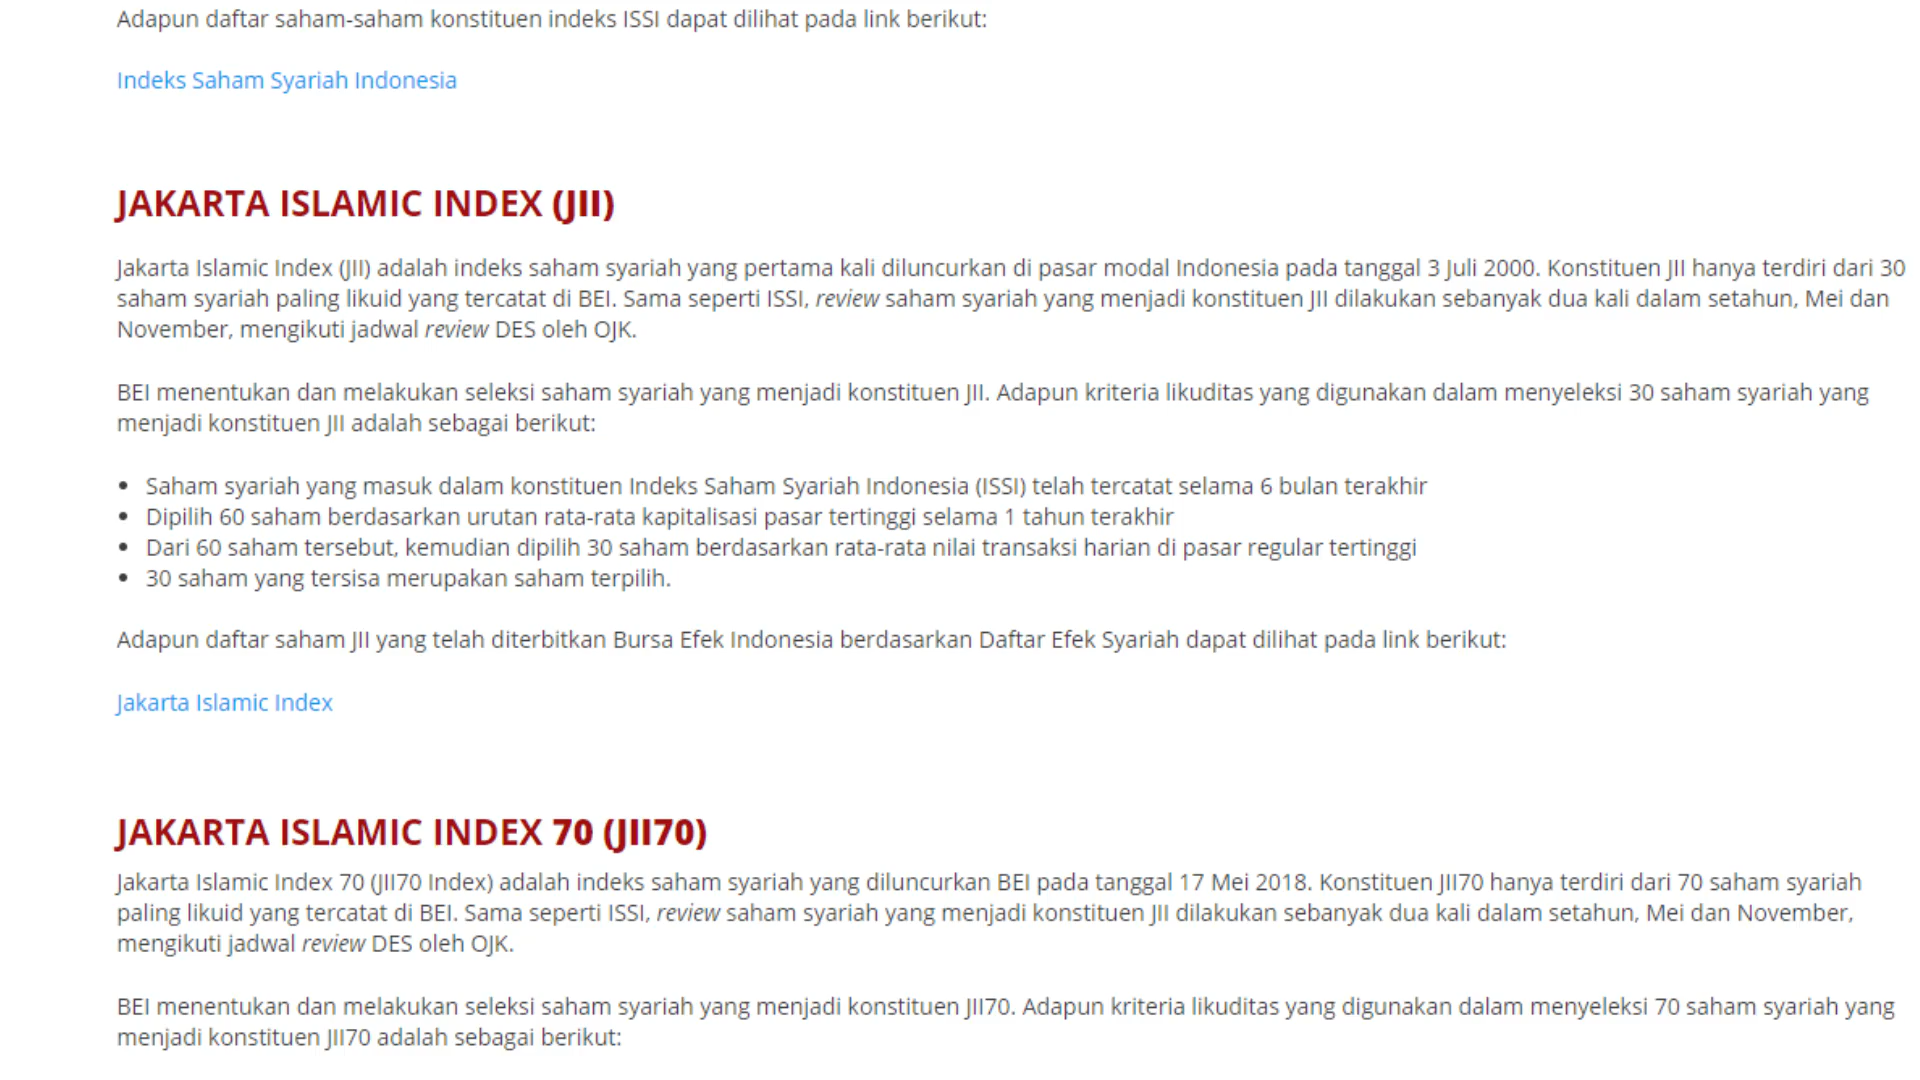 Adapun daftar saham-saham konstituen indeks ISSI dapat dilihat pada link berikut:
Indeks Saham Syariah Indonesia
JAKARTA ISLAMIC INDEX (JII)
Jakarta Islamic Index (JII) adalah indeks saham syariah yang pertama kali diluncurkan di pasar modal Indonesia pada tanggal 3 Juli 2000. Konstituen JII hanya terdiri dari 30
saham syariah paling likuid yang tercatat di BEI. Sama seperti ISSI, review saham syariah yang menjadi konstituen JII dilakukan sebanyak dua kali dalam setahun, Mei dan
November, mengikuti jadwal review DES oleh OJK.
BEI menentukan dan melakukan seleksi saham syariah yang menjadi konstituen JII. Adapun kriteria likuditas yang digunakan dalam menyeleksi 30 saham syariah yang
menjadi konstituen JII adalah sebagai berikut:
• Saham syariah yang masuk dalam konstituen Indeks Saham Syariah Indonesia (ISSI) telah tercatat selama 6 bulan terakhir
• Dipilih 60 saham berdasarkan urutan rata-rata kapitalisasi pasar tertinggi selama 1 tahun terakhir
• Dari 60 saham tersebut, kemudian dipilih 30 saham berdasarkan rata-rata nilai transaksi harian di pasar regular tertinggi
• 30 saham yang tersisa merupakan saham terpilih.
Adapun daftar saham JII yang telah diterbitkan Bursa Efek Indonesia berdasarkan Daftar Efek Syariah dapat dilihat pada link berikut:
Jakarta Islamic Index
JAKARTA ISLAMIC INDEX 70 (JII70)
Jakarta Islamic Index 70 (JII70 Index) adalah indeks saham syariah yang diluncurkan BEI pada tanggal 17 Mei 2018. Konstituen JII70 hanya terdiri dari 70 saham syariah
paling likuid yang tercatat di BEI. Sama seperti ISSI, review saham syariah yang menjadi konstituen JII dilakukan sebanyak dua kali dalam setahun, Mei dan November,
mengikuti jadwal review DES oleh OJK.
BEI menentukan dan melakukan seleksi saham syariah yang menjadi konstituen JII70. Adapun kriteria likuditas yang digunakan dalam menyeleksi 70 saham syariah yang
menjadi konstituen JII70 adalah sebagai berikut: